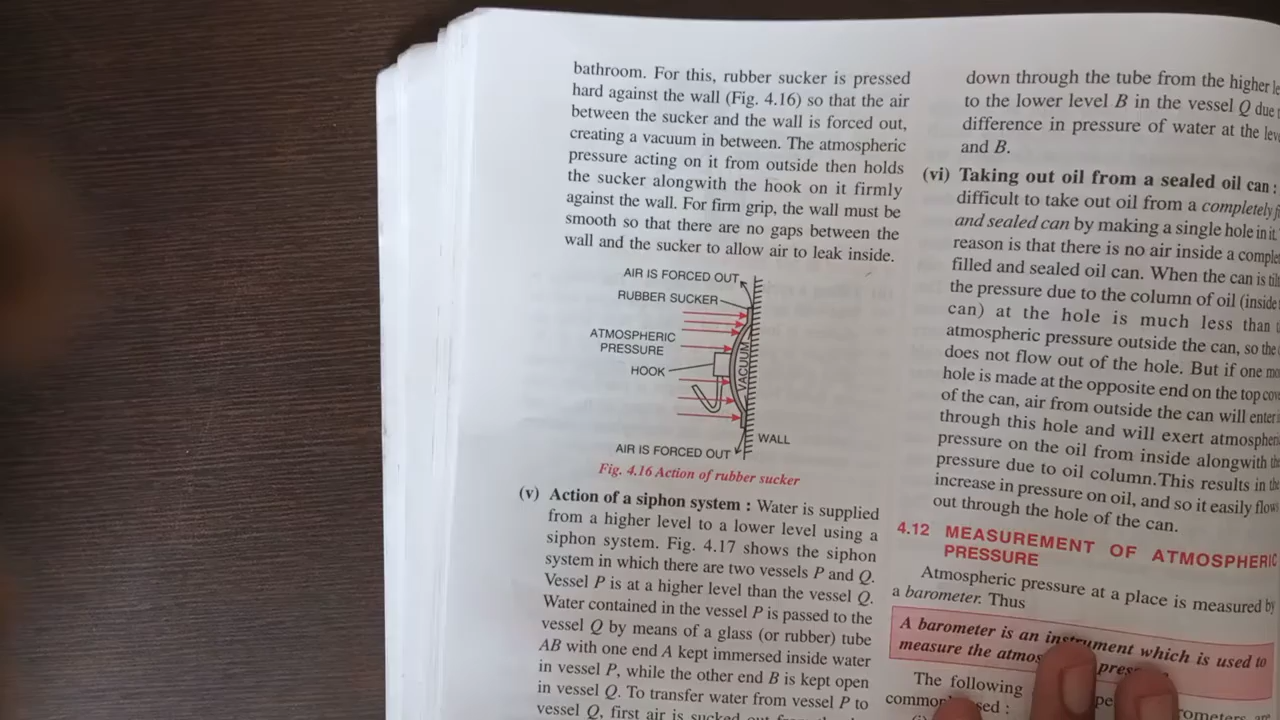 bathroom. For this, rubber sucker is pressed
hard against the wall (Fig. 4.16) so that the air
between the sucker and the wall is forced out,
creating a vacuum in between. The atmospheric
pressure acting on it from outside then holds
the sucker alongwith the hook on it firmly
against the wall. For firm grip, the wall must be
smooth so that there are no gaps between the
wall and the sucker to allow air to leak inside.
AIR IS FORCED OUT
RUBBER SUCKER
ATMOSPHERIC
PRESSURE
HOOK
VACUUM
WALL
AIR IS FORCED OUT
Fig. 4.16 Action of rubber sucker
(v) Action of a siphon system : Water is supplied
from a higher level to a lower level using a
siphon system. Fig. 4.17 shows the siphon
system in which there are two vessels P and Q.
Vessel P is at a higher level than the vessel Q.
Water contained in the vessel P is passed to the
vessel Q by means of a glass (or rubber) tube
AB with one end A kept immersed inside water
in vessel P, while the other end B is kept open
in vessel Q. To transfer water from vessel P to
vessel Q, first air is sucked out
down through the tube from the higher
to the lower level B in the vessel Q due
difference in pressure of water at the
and B.
(vi) Taking out oil from a sealed oil can :
difficult to take out oil from a completely
and sealed can by making a single hole in it.
reason is that there is no air inside a
filled and sealed oil can. When the can is
the pressure due to the column of oil (inside
can) at the hole is much less than
atmospheric pressure outside the can, so the
does not flow out of the hole. But if one
hole is made at the opposite end on the top
of the can, air from outside the can will enter
through this hole and will exert
pressure on the oil from inside alongwith
pressure due to oil column. This results in
increase in pressure on oil, and so it easily
out through the hole of the can.
4.12 MEASUREMENT OF ATMOSPHERIC
PRESSURE
Atmospheric pressure at a place is measured by
a barometer. Thus
A barometer is an instrument which is used to
measure the
The following